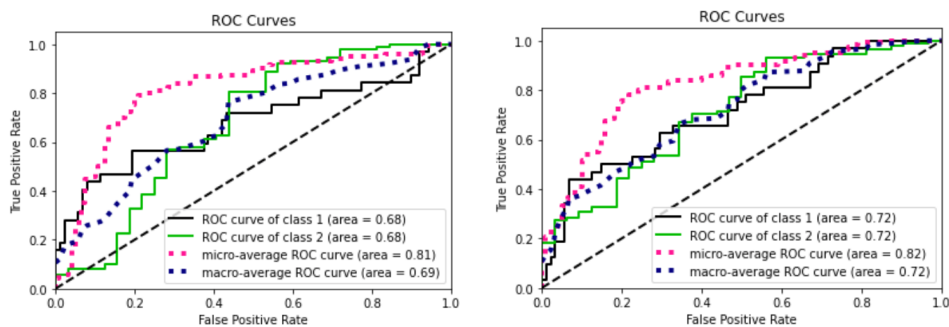 ROC Curves
True Positive Rate
1.0
0.8
0.6
0.4
0.2
0.0
ROC curve of class 1 (area = 0.68)
ROC curve of class 2 (area = 0.68)
micro-average ROC curve (area = 0.81)
macro-average ROC curve (area = 0.69)
0.0 0.2 0.4 0.6 0.8 1.0
False Positive Rate
ROC Curves
True Positive Rate
1.0
0.8
0.6
0.4
0.2
0.0
ROC curve of class 1 (area = 0.72)
ROC curve of class 2 (area = 0.72)
micro-average ROC curve (area = 0.82)
macro-average ROC curve (area = 0.72)
0.0 0.2 0.4 0.6 0.8 1.0
False Positive Rate